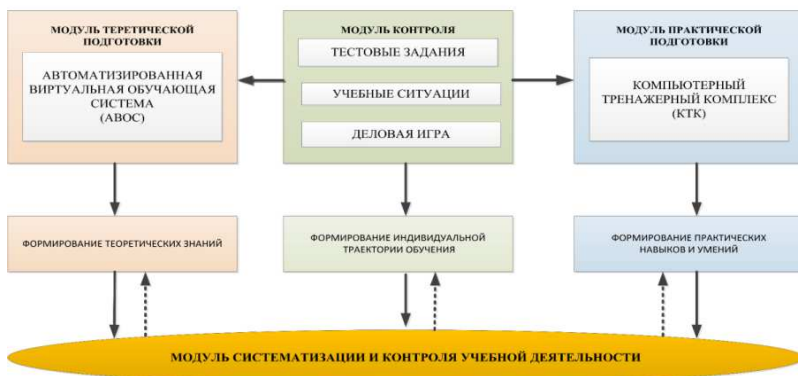 МОДУЛЬ ТЕРЕТИЧЕСКОЙ
ПОДГОТОВКИ
АВТОМАТИЗИРОВАННАЯ
ВИРТУАЛЬНАЯ ОБУЧАЮЩАЯ
СИСТЕМА
(АВОС)
МОДУЛЬ КОНТРОЛЯ
ТЕСТОВЫЕ ЗАДАНИЯ
УЧЕБНЫЕ СИТУАЦИИ
ДЕЛОВАЯ ИГРА
МОДУЛЬ ПРАКТИЧЕСКОЙ
ПОДГОТОВКИ
КОМПЬЮТЕРНЫЙ
ТРЕНАЖЕРНЫЙ КОМПЛЕКС
(КТК)
ФОРМИРОВАНИЕ ТЕОРЕТИЧЕСКИХ ЗНАНИЙ
ФОРМИРОВАНИЕ ИНДИВИДУАЛЬНОЙ
ТРАЕКТОРИИ ОБУЧЕНИЯ
ФОРМИРОВАНИЕ ПРАКТИЧЕСКИХ
НАВЫКОВ И УМЕНИЙ
МОДУЛЬ СИСТЕМАТИЗАЦИИ И КОНТРОЛЯ УЧЕБНОЙ ДЕЯТЕЛЬНОСТИ